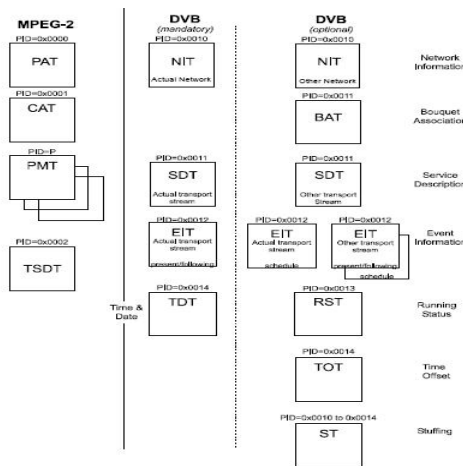 MPEG-2
PID=0x0000
PAT
PID=0x0001
CAT
PID=P
PMT
PID=0x0002
TSDT
DVB
(mandatory)
PID=0x0010
NIT
Actual Network
PID=0x0011
SDT
Actual transport
stream
PID=0x0012
EIT
Actual transport
stream
present/following
PID=0x0014
Time &
Date
TDT
DVB
(optional)
PID=0x0010
NIT
Other Network
Network
Information
PID=0x0011
BAT
Bouquet
Association
PID=0x0011
SDT
Other transport
Stream
Service
Description
PID=0x0012
EIT
Actual transport
stream
schedule
PID=0x0012
EIT
Other transport
stream
present/following
schedule
Event
Information
PID=0x0013
RST
Running
Status
PID=0x0014
TOT
Time
Offset
PID=0x0010 to 0x0014
ST
Stuffing